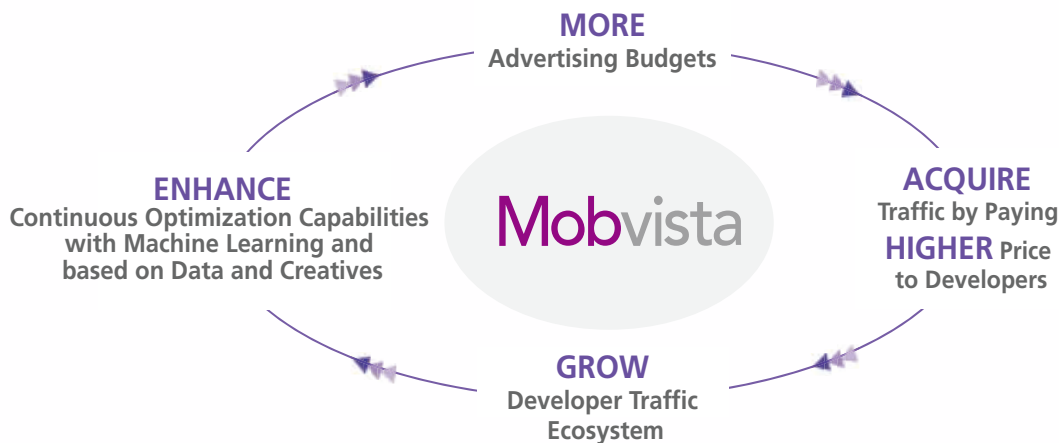 MORE
Advertising Budgets
ENHANCE
Continuous Optimization Capabilities
with Machine Learning and
based on Data and Creatives
Mobvista
ACQUIRE
Traffic by Paying
HIGHER Price
to Developers
GROW
Developer Traffic
Ecosystem